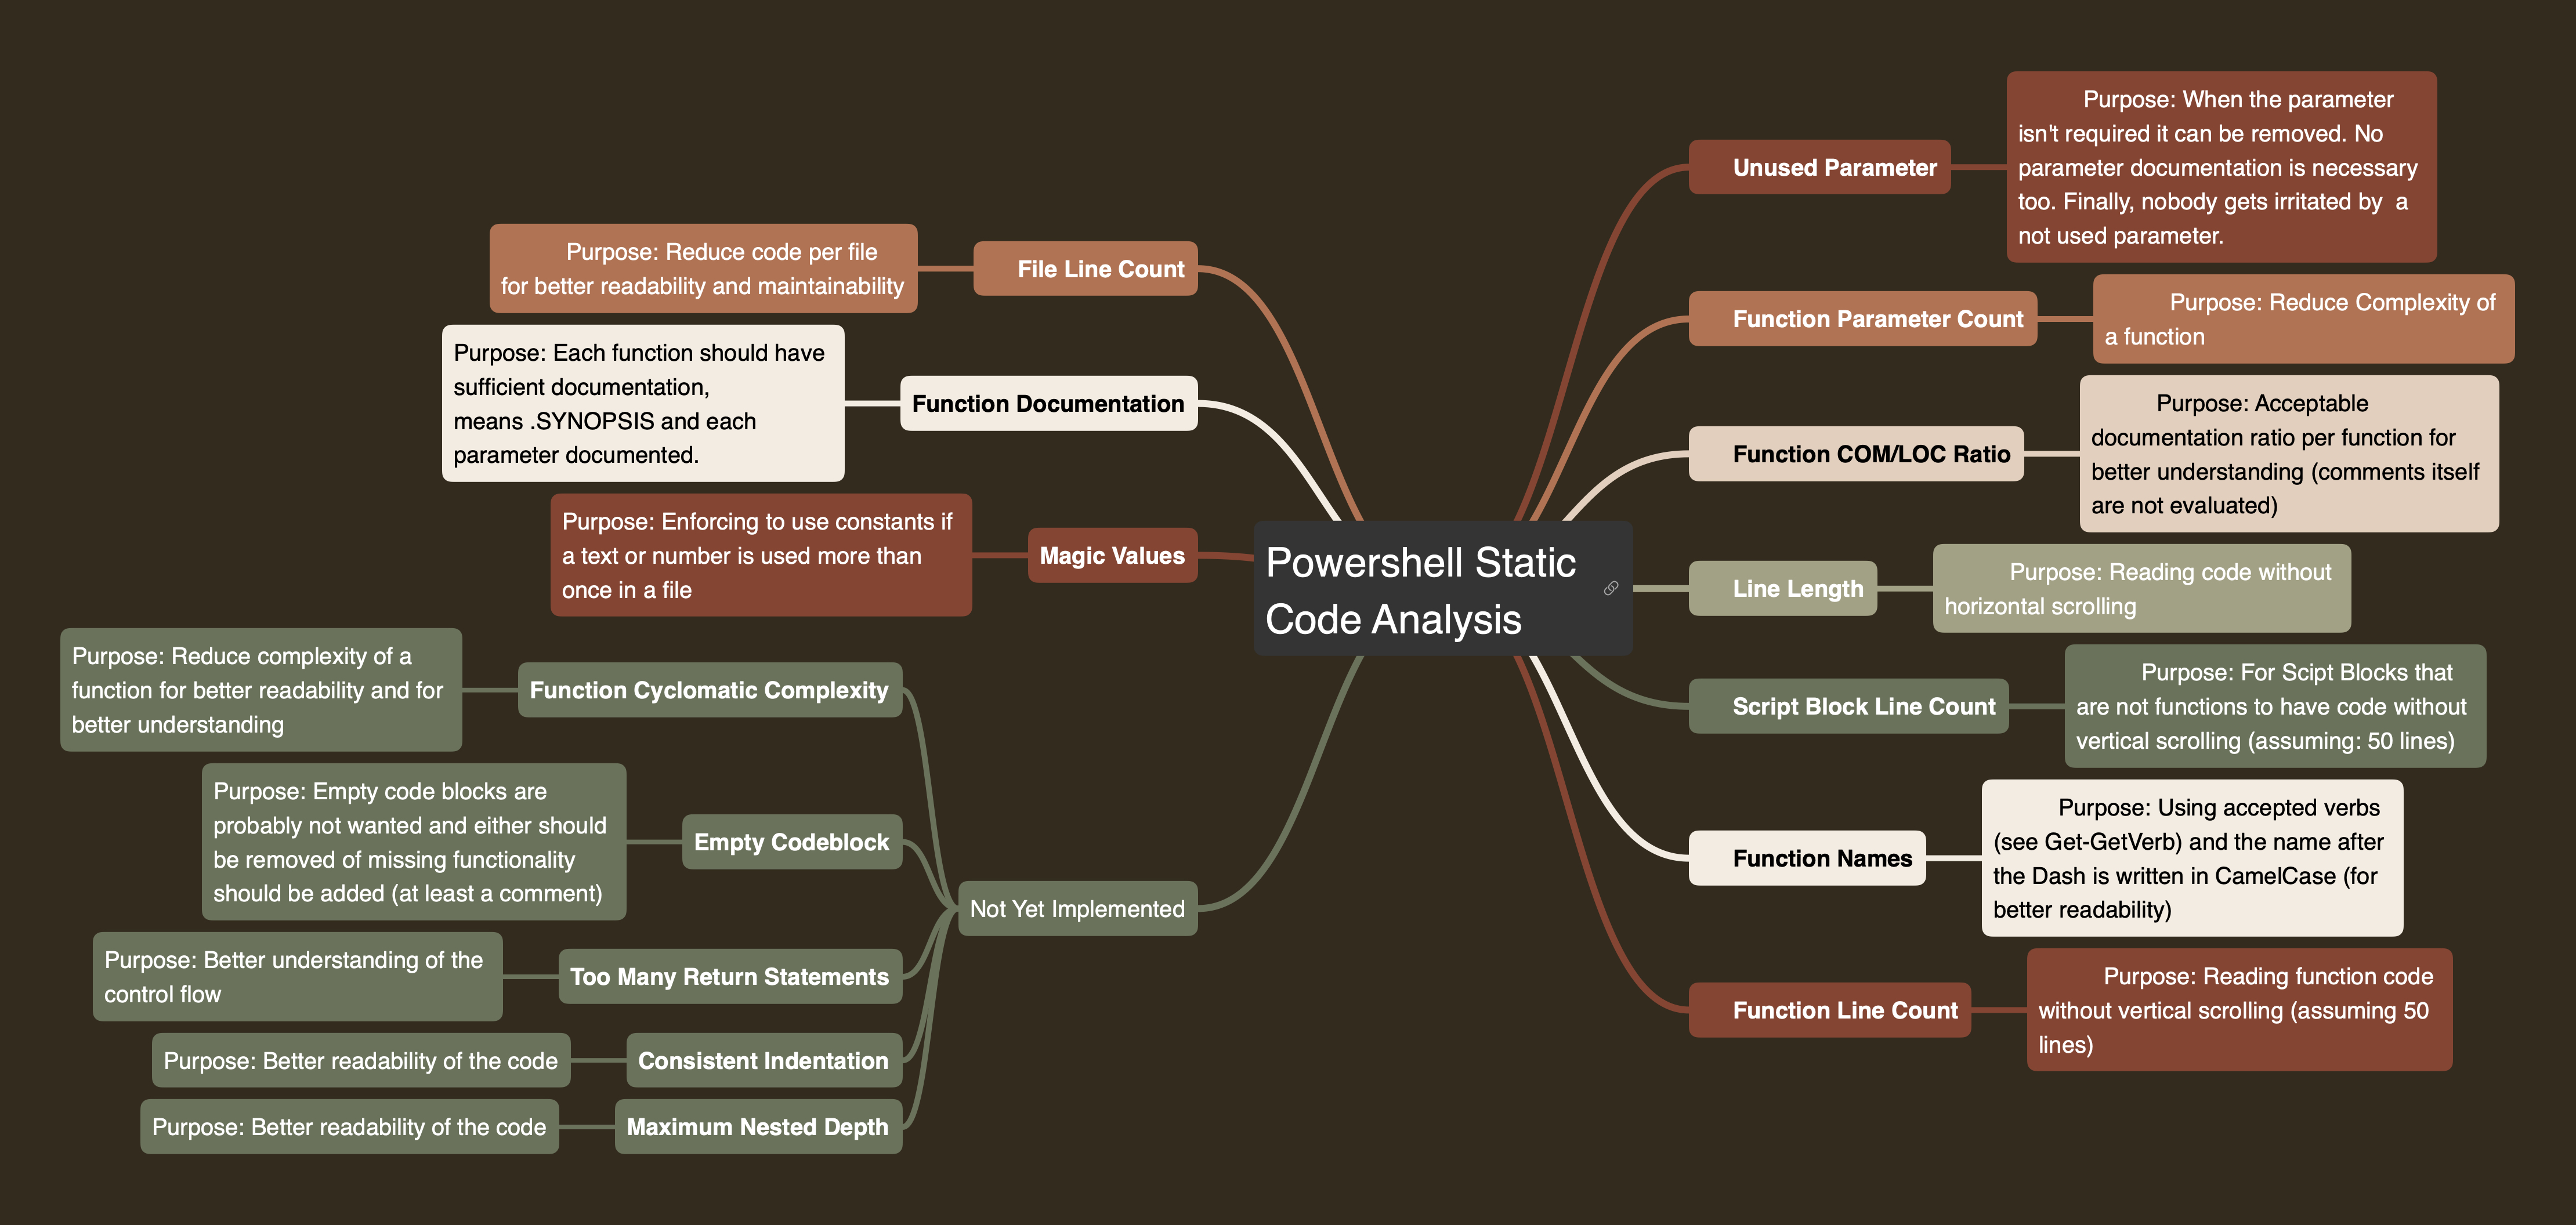 Powershell Static
Code Analysis
Unused Parameter
Purpose: When the parameter
isn't required it can be removed. No
parameter documentation is necessary
too. Finally, nobody gets irritated by  a
not used parameter.
Function Parameter Count
Purpose: Reduce Complexity of
a function
Function COM/LOC Ratio
Purpose: Acceptable
documentation ratio per function for
better understanding (comments itself
are not evaluated)
Line Length
Purpose: Reading code without
horizontal scrolling
Script Block Line Count
Purpose: For Scipt Blocks that
are not functions to have code without
vertical scrolling (assuming: 50 lines)
Function Names
Purpose: Using accepted verbs
(see Get-GetVerb) and the name after
the Dash is written in CamelCase (for
better readability)
Function Line Count
Purpose: Reading function code
without vertical scrolling (assuming 50
lines)
File Line Count
Purpose: Reduce code per file
for better readability and maintainability
Function Documentation
Purpose: Each function should have
sufficient documentation,
means .SYNOPSIS and each
parameter documented.
Magic Values
Purpose: Enforcing to use constants if
a text or number is used more than
once in a file
Not Yet Implemented
Function Cyclomatic Complexity
Purpose: Reduce complexity of a
function for better readability and for
better understanding
Empty Codeblock
Purpose: Empty code blocks are
probably not wanted and either should
be removed of missing functionality
should be added (at least a comment)
Too Many Return Statements
Purpose: Better understanding of the
control flow
Consistent Indentation
Purpose: Better readability of the code
Maximum Nested Depth
Purpose: Better readability of the code